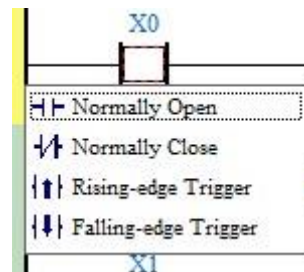 X0
Normally Open
Normally Close
Rising-edge Trigger
Falling-edge Trigger
X1